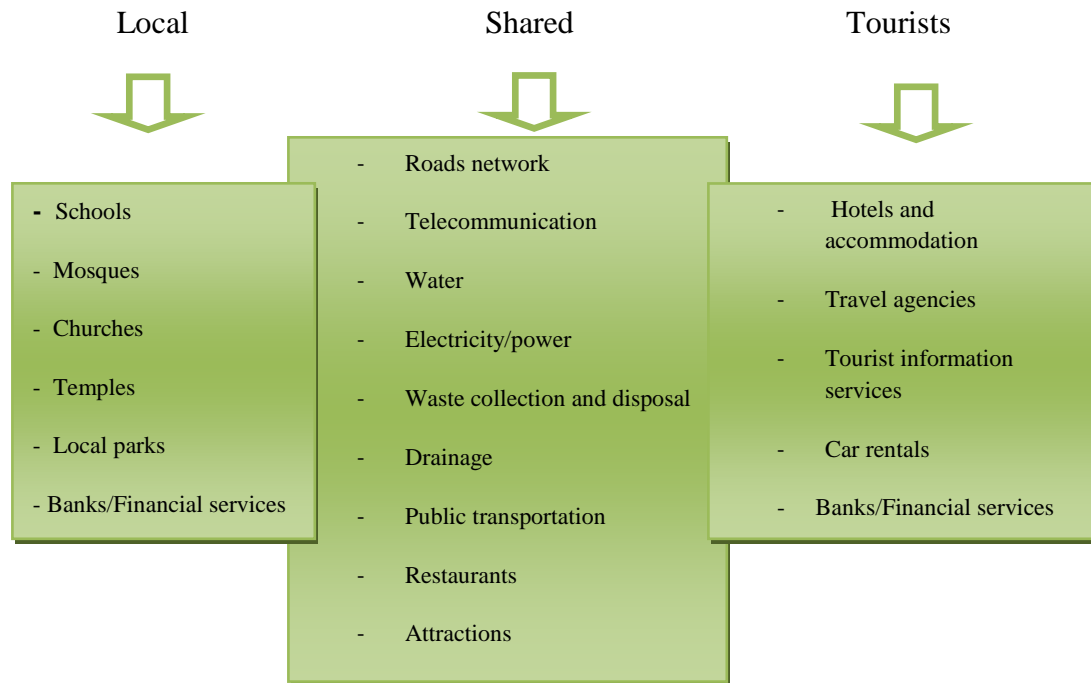 Local
Shared
Tourists
- Schools
- Mosques
- Churches
- Temples
- Local parks
- Banks/Financial services
- Roads network
- Telecommunication
- Water
- Electricity/power
- Waste collection and disposal
- Drainage
- Public transportation
- Restaurants
- Attractions
- Hotels and
accommodation
- Travel agencies
- Tourist information
services
- Car rentals
- Banks/Financial services